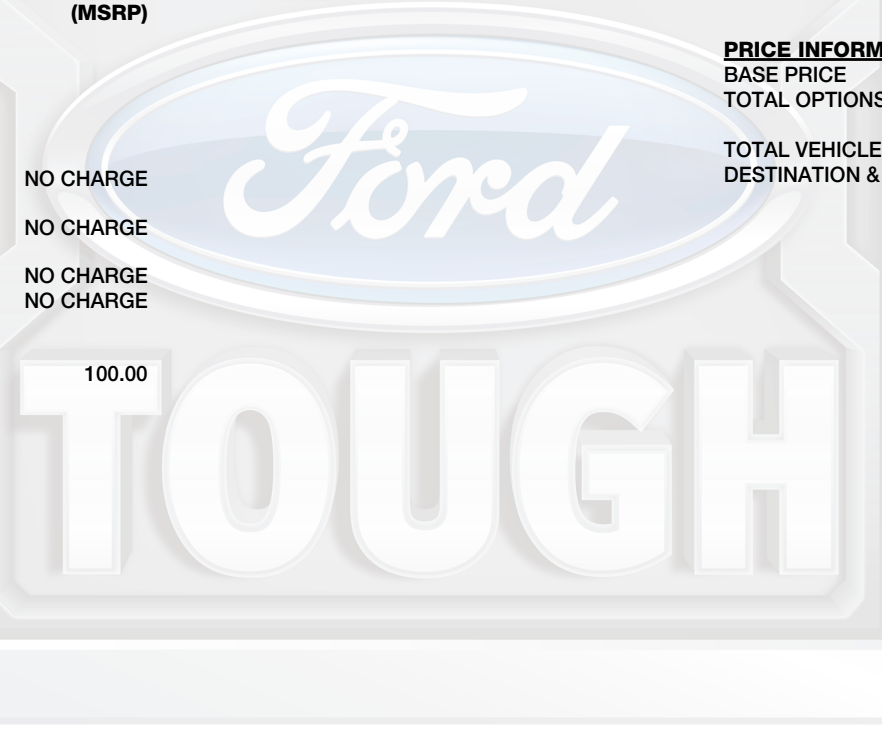 (MSRP)
NO CHARGE
NO CHARGE
NO CHARGE
NO CHARGE
100.00
PRICE INFORM
BASE PRICE
TOTAL OPTIONS
TOTAL VEHICLE
DESTINATION &
Ford
TOUGH